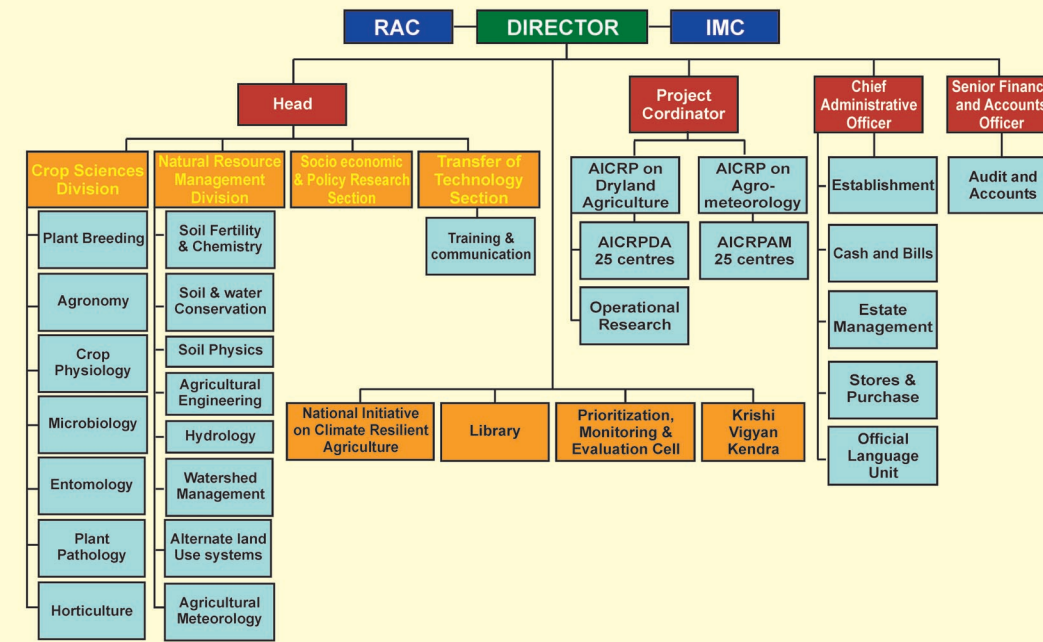 RAC
DIRECTOR
IMC
Head
Project
Cordinator
Chief
Administrative
Officer
Senior Financ
and Accounts
Officer
Crop Sciences
Division
Natural Resource
Management
Division
Socio economic
& Policy Research
Section
Transfer of
Technology
Section
AICRP on
Dryland
Agriculture
AICRP on
Agro-
meteorology
Establishment
Audit and
Accounts
Plant Breeding
Agronomy
Crop
Physiology
Microbiology
Entomology
Plant
Pathology
Horticulture
Soil Fertility
& Chemistry
Soil & water
Conservation
Soil Physics
Agricultural
Engineering
Hydrology
Watershed
Management
Alternate land
Use systems
Agricultural
Meteorology
Training &
communication
AICRPDA
25 centres
AICRPAM
25 centres
Operational
Research
Cash and Bills
Estate
Management
Stores &
Purchase
Official
Language
Unit
National Initiative
on Climate Resilient
Agriculture
Library
Prioritization,
Monitoring &
Evaluation Cell
Krishi
Vigyan
Kendra